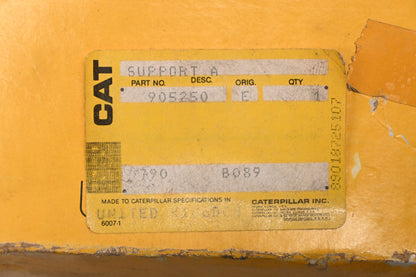 CAT
SUPPORT A
PART NO. DESC. ORIG. QTY
905250 E 1
790 B089
MADE TO CATERPILLAR SPECIFICATIONS IN
UNITED KINGDOM
6007-1
CATERPILLAR INC.
89018725107